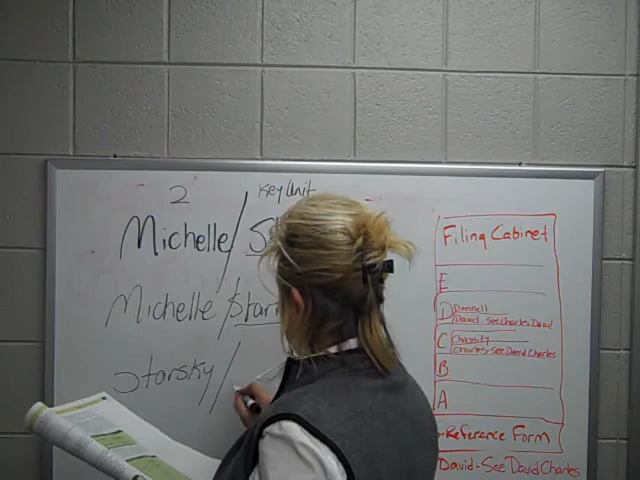 2 Key Unit
Michelle/
Michelle/
Starsky/
Filing Cabinet
E
D Donnell
David-See Charles David
C Chassity
Charles-See David Charles
B
A
-Reference Form
David-See David Charles